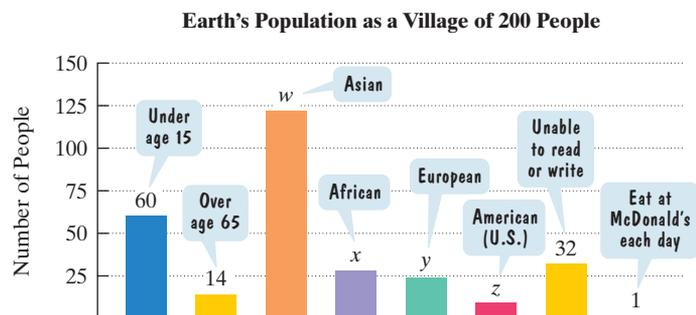 Earth's Population as a Village of 200 People
Number of People
150
125
100
75
50
25
Under
age 15
60
Over
age 65
14
w
Asian
African
x
European
y
American
(U.S.)
z
Unable
to read
or write
32
Eat at
McDonald's
each day
1